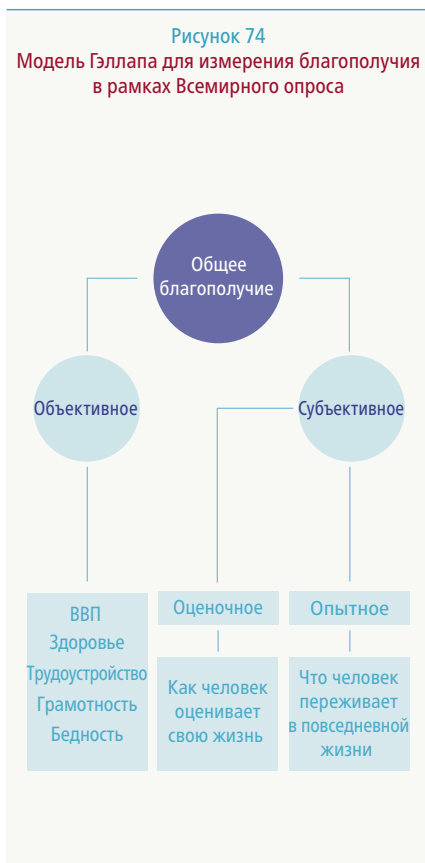 Рисунок 74
Модель Гэллапа для измерения благополучия
в рамках Всемирного опроса
Общее
благополучие
Объективное
Субъективное
ВВП
Здоровье
Трудоустройство
Грамотность
Бедность
Оценочное
Как человек
оценивает
свою жизнь
Опытное
Что человек
переживает
в повседневной
жизни